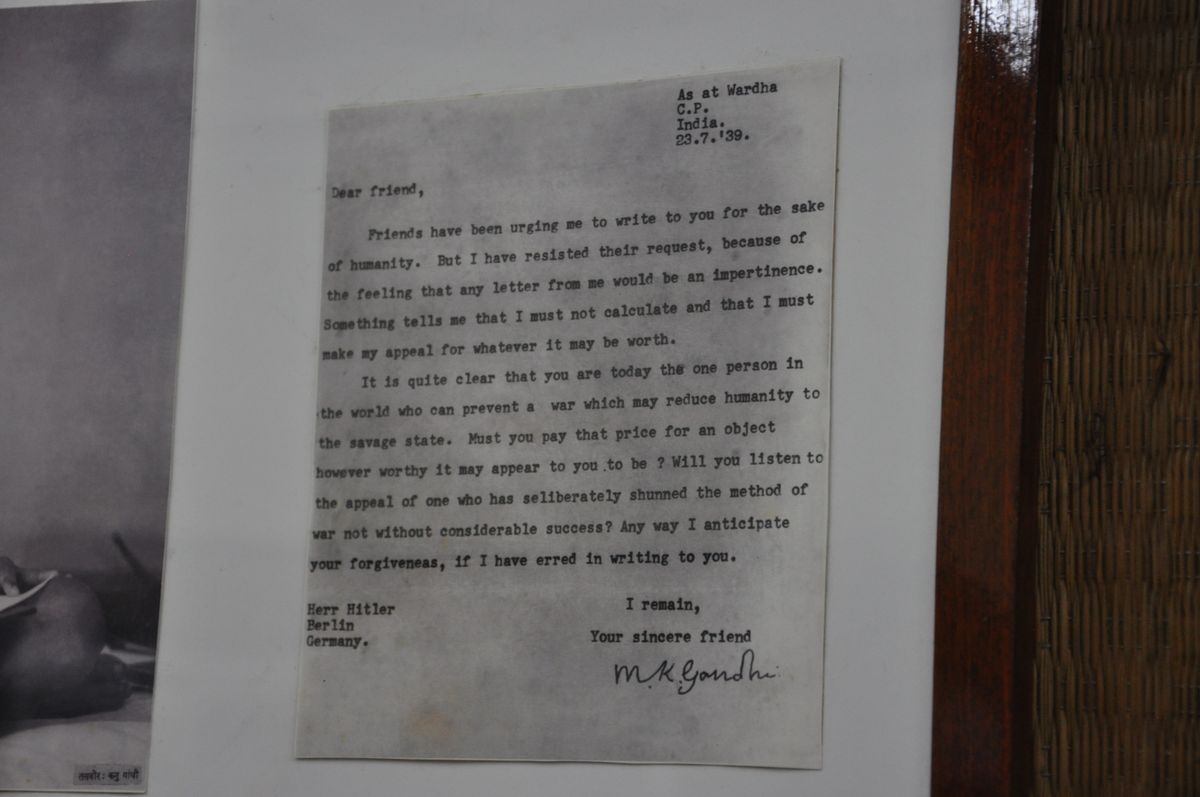 As at Wardha
C.P.
India.
23.7.'39.
Dear friend,
Friends have been urging me to write to you for the sake
of humanity. But I have resisted their request, because of
the feeling that any letter from me would be an impertinence.
Something tells me that I must not calculate and that I must
make my appeal for whatever it may be worth.
It is quite clear that you are today the one person in
the world who can prevent a war which may reduce humanity to
the savage state. Must you pay that price for an object
however worthy it may appear to you to be ? Will you listen to
the appeal of one who has seliberately shunned the method of
war not without considerable success? Any way I anticipate
your forgiveneas, if I have erred in writing to you.
Herr Hitler
Berlin
Germany.
I remain,
Your sincere friend
M.K.Gandhi
तसवीर: कनु गांधी